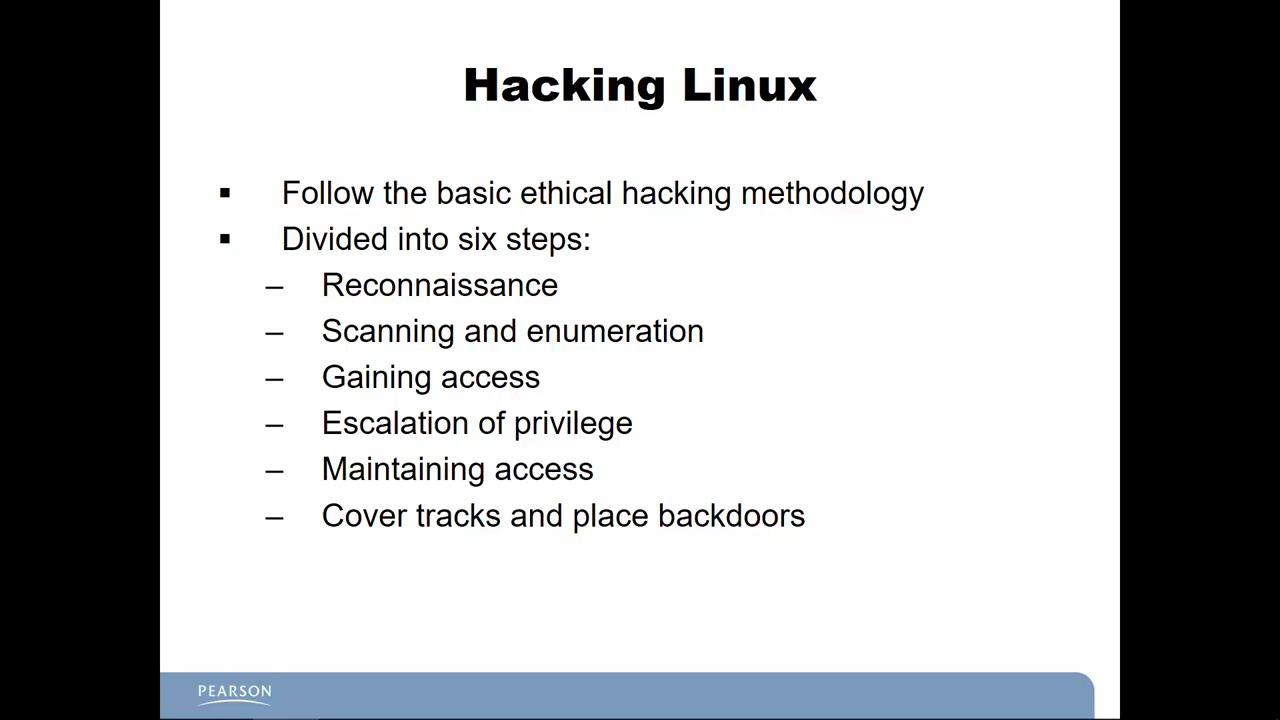 Hacking Linux
▪ Follow the basic ethical hacking methodology
▪ Divided into six steps:
– Reconnaissance
– Scanning and enumeration
– Gaining access
– Escalation of privilege
– Maintaining access
– Cover tracks and place backdoors
PEARSON